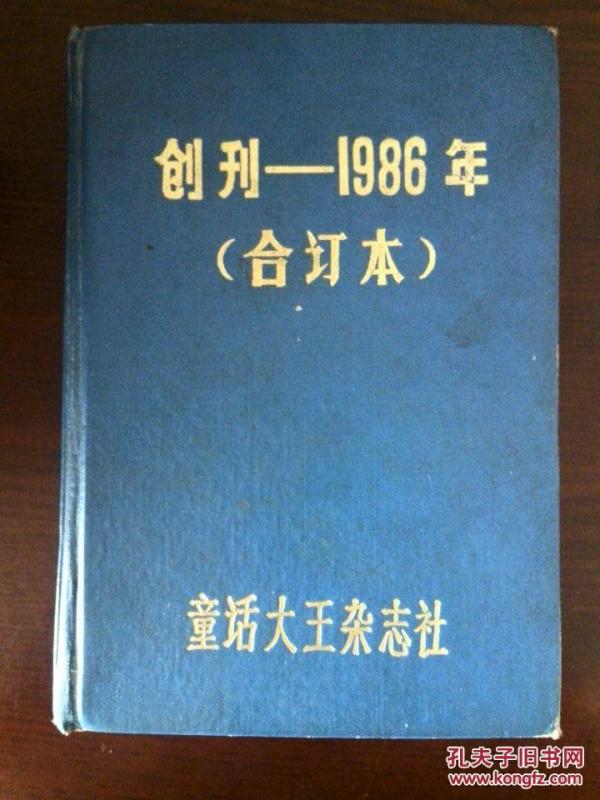 创刊—1986年
（合订本）
童话大王杂志社
孔夫子旧书网
www.kongfz.com